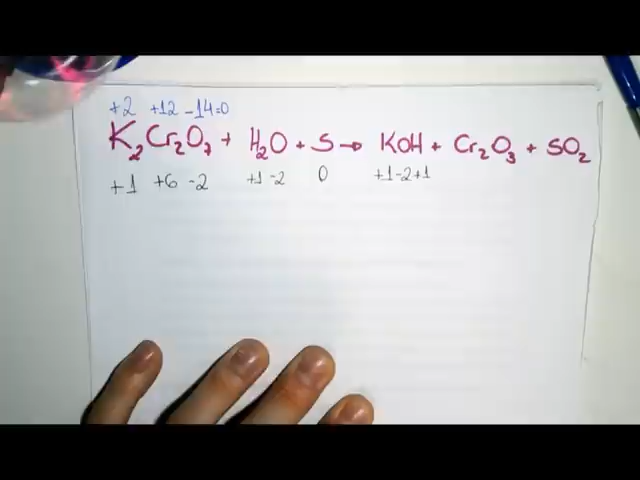 +2 +12 -14=0
K₂Cr₂O₇ + H₂O + S → KOH + Cr₂O₃ + SO₂
+1 +6 -2 +1 -2 0 +1-2+1